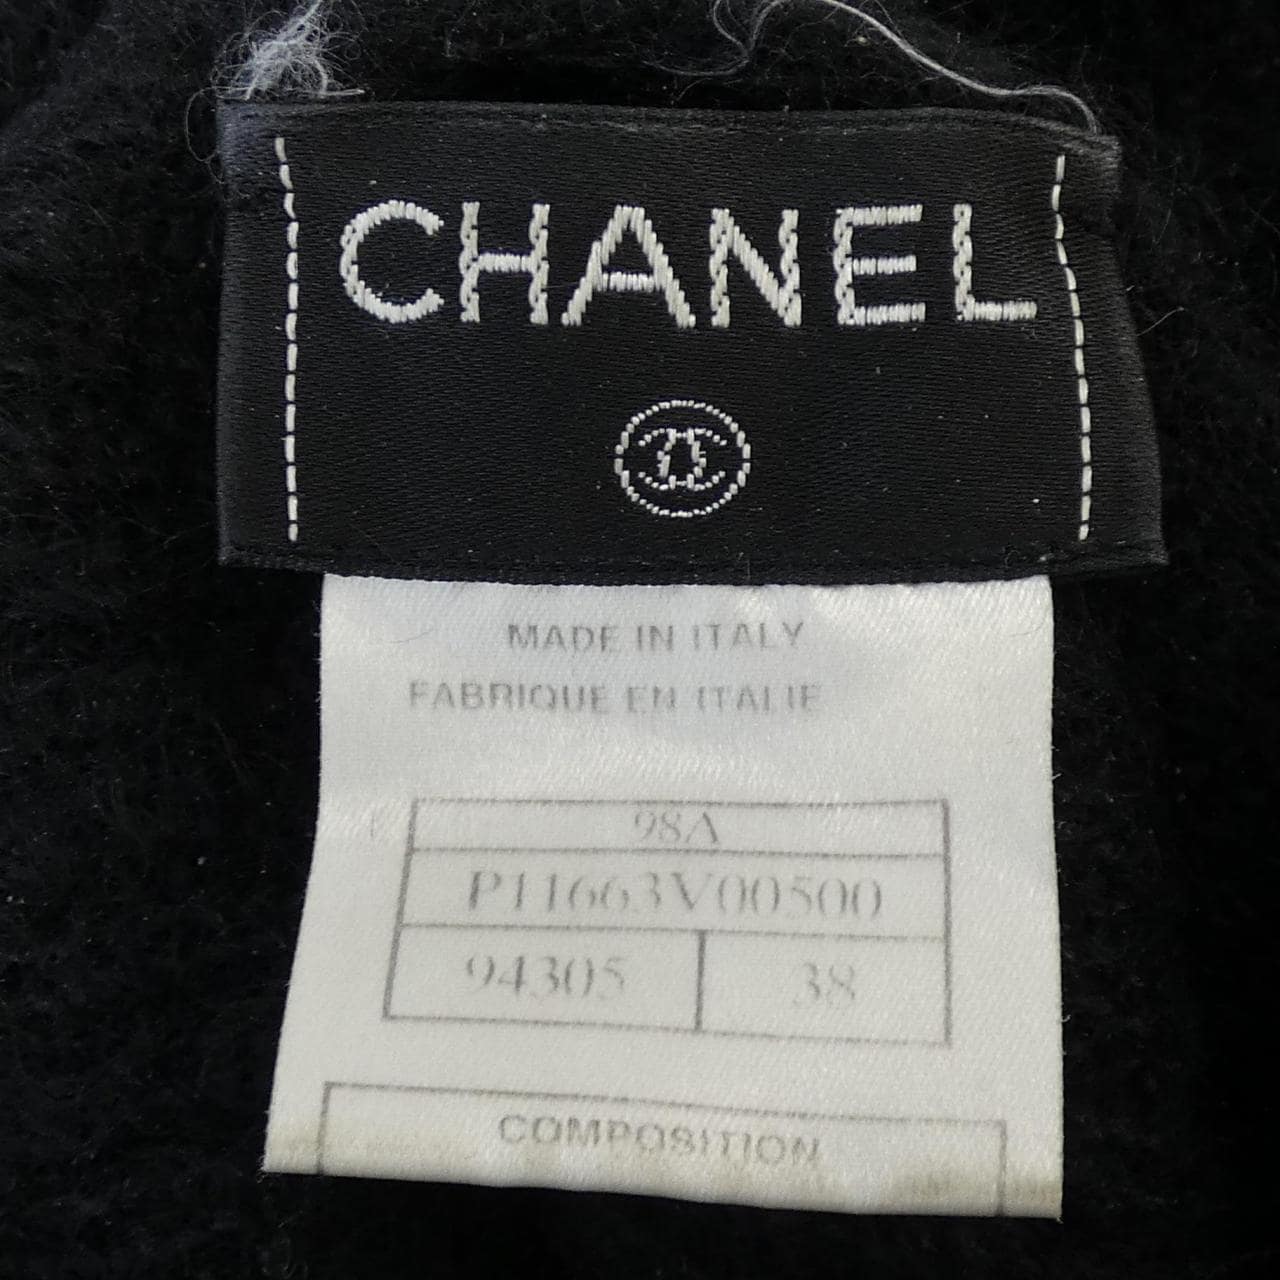 CHANEL
MADE IN ITALY
FABRIQUE EN ITALIE
98A
P11663V00500
94305 38
COMPOSITION